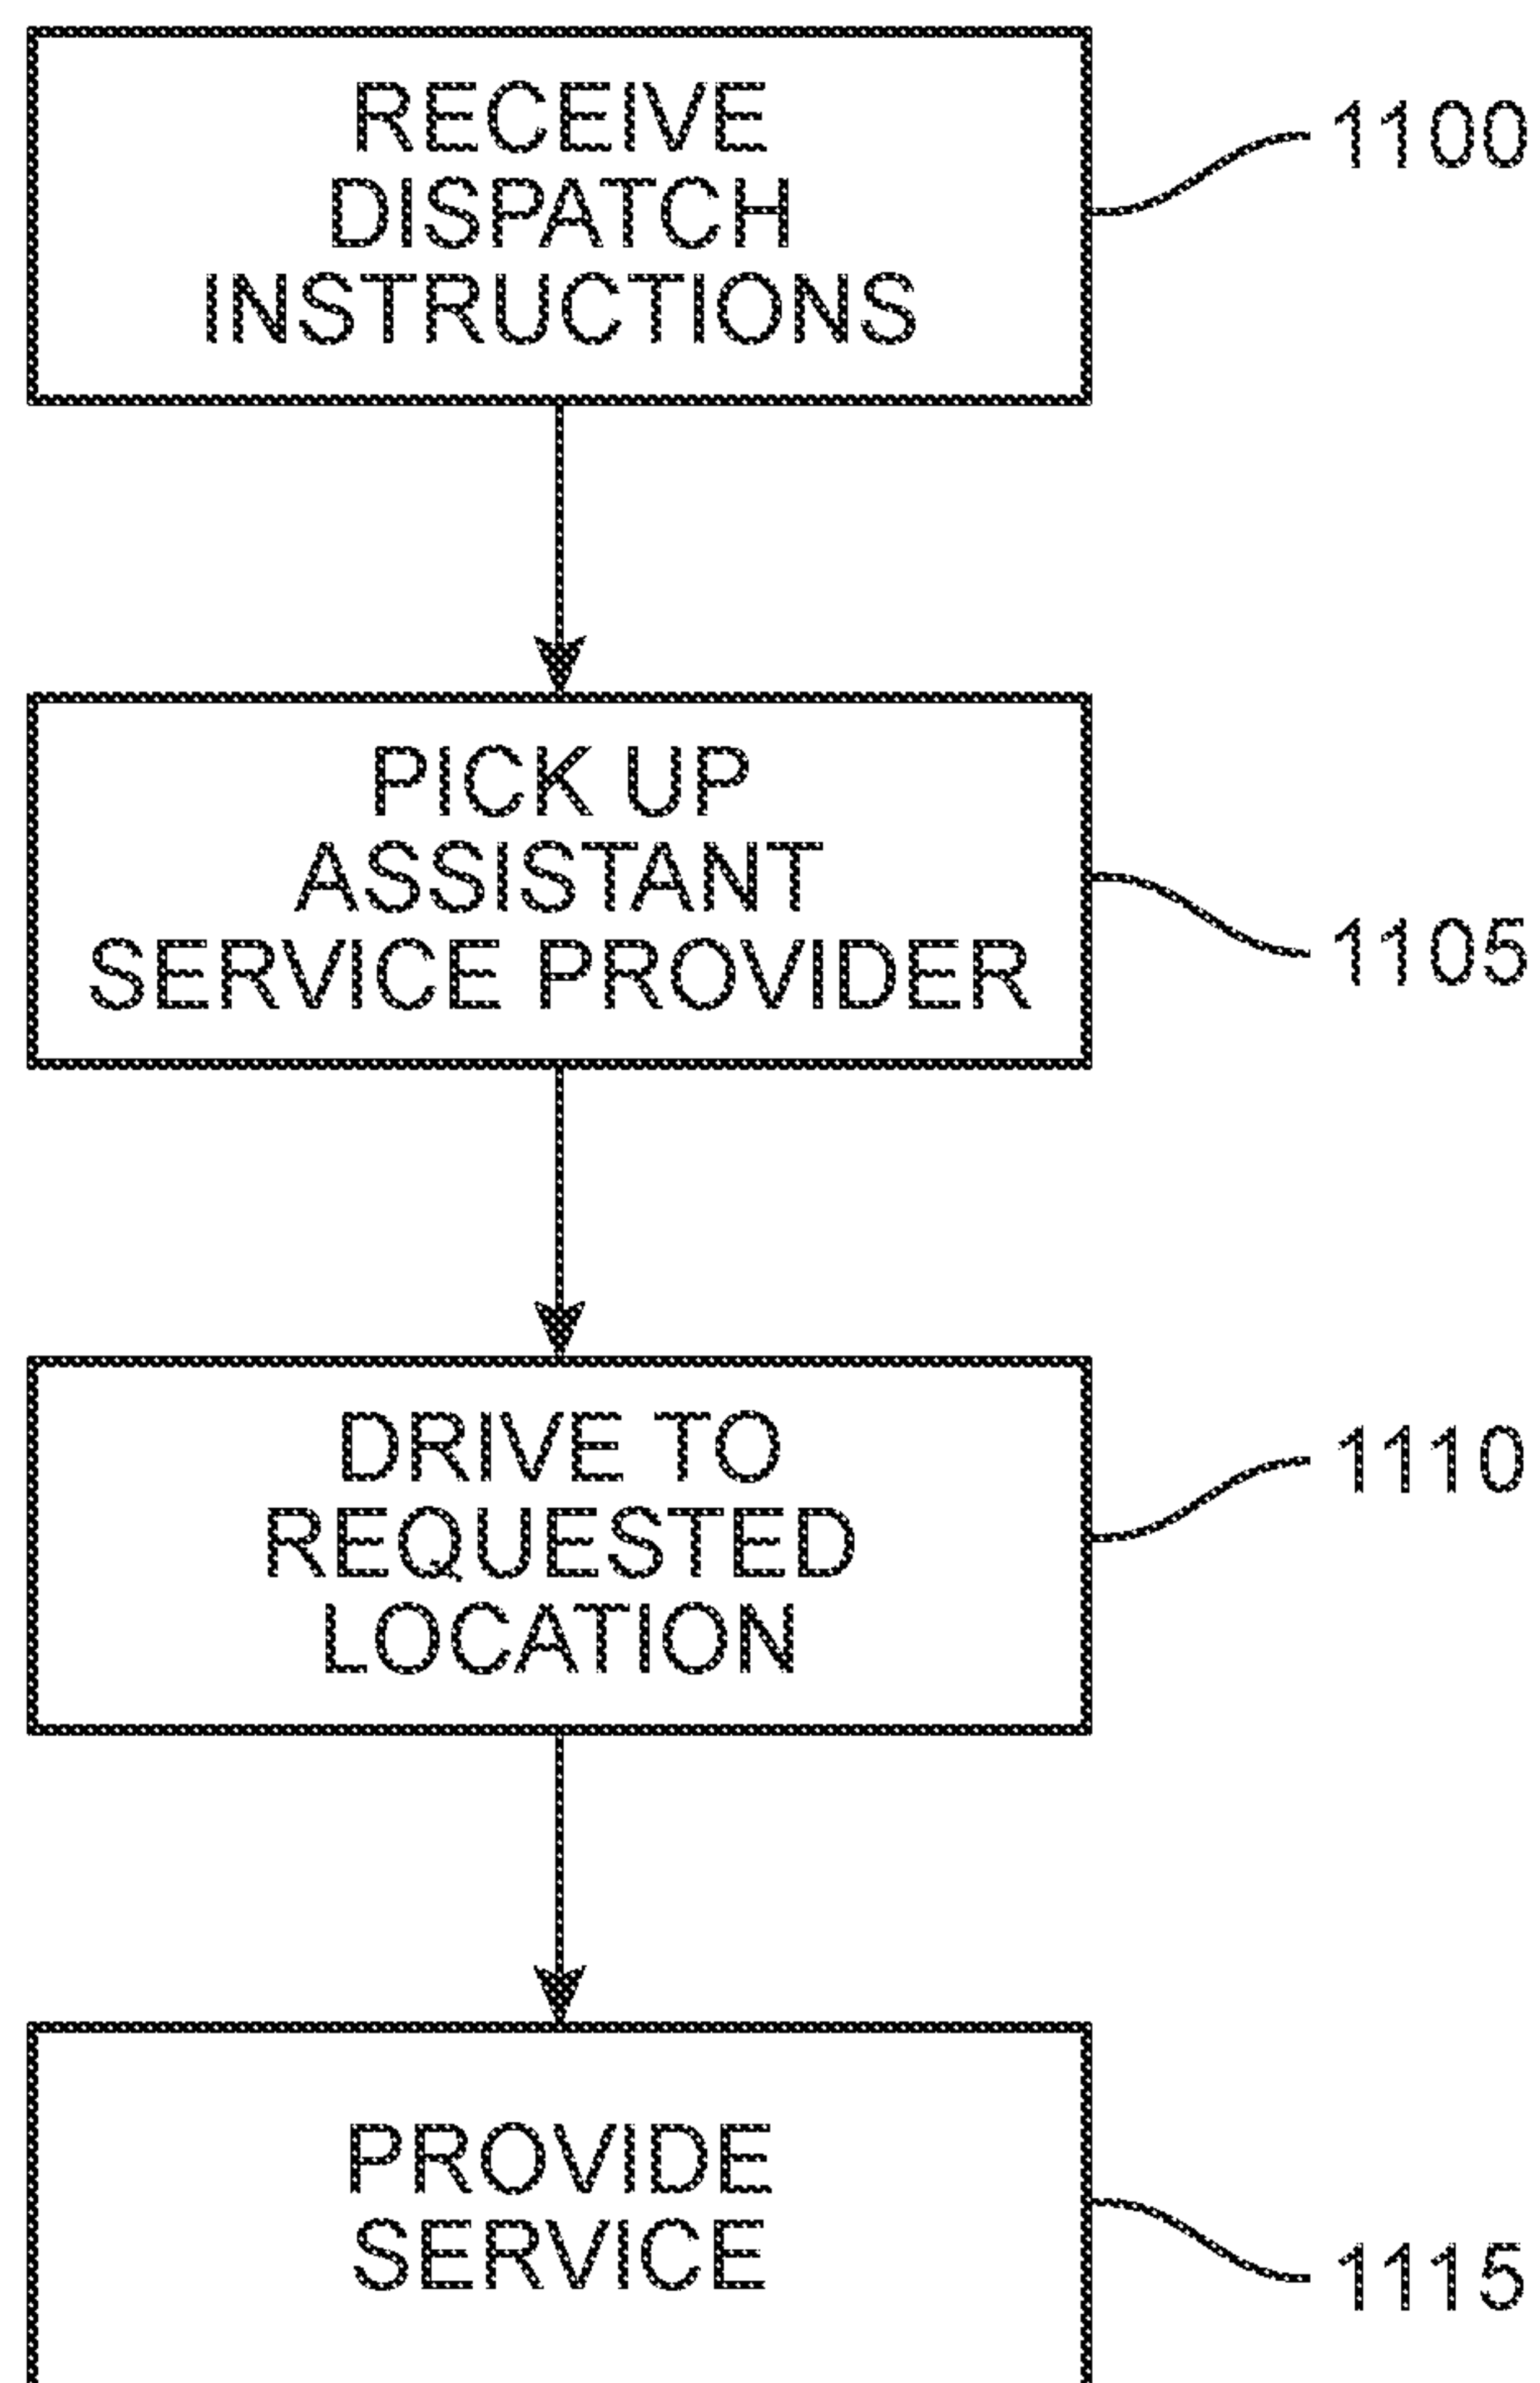 RECEIVE
DISPATCH
INSTRUCTIONS
1100
PICK UP
ASSISTANT
SERVICE PROVIDER
1105
DRIVE TO
REQUESTED
LOCATION
1110
PROVIDE
SERVICE
1115